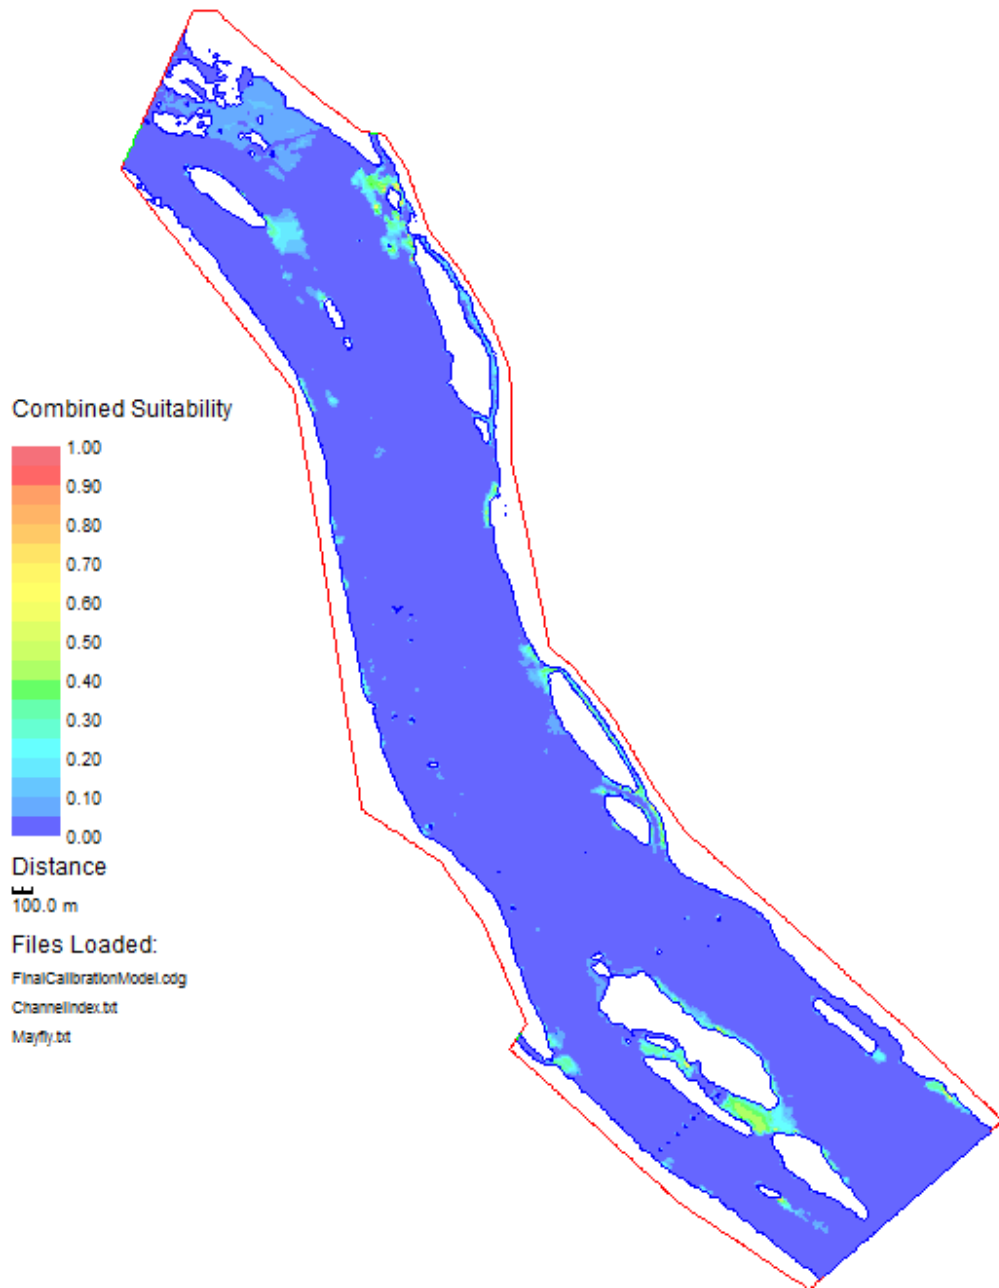 Combined Suitability
1.00
0.90
0.80
0.70
0.60
0.50
0.40
0.30
0.20
0.10
0.00
Distance
100.0 m
Files Loaded:
FinalCalibrationModel.cdg
ChannelIndex.txt
Mayfly.txt